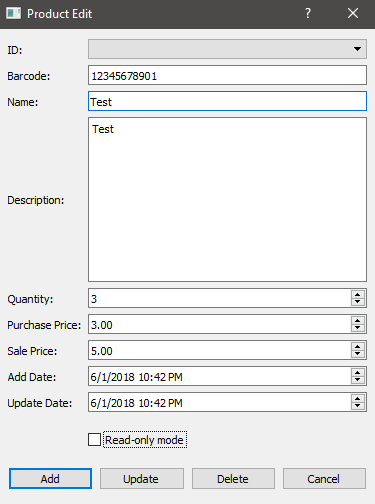 Product Edit ?
ID:
Barcode: 12345678901
Name: Test
Test
Description:
Quantity: 3
Purchase Price: 3.00
Sale Price: 5.00
Add Date: 6/1/2018 10:42 PM
Update Date: 6/1/2018 10:42 PM
Read-only mode
Add Update Delete Cancel